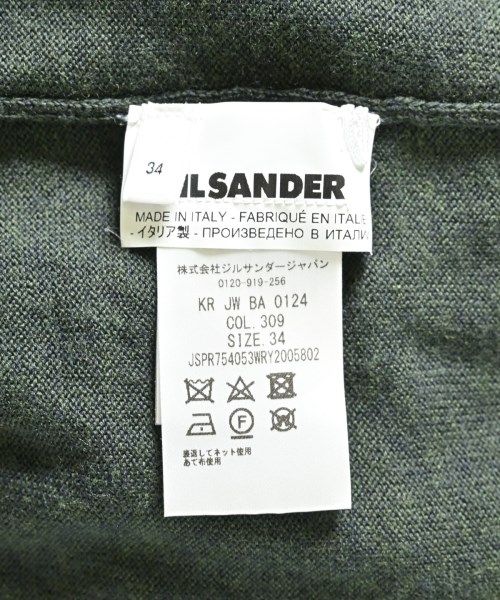 34
IL SANDER
MADE IN ITALY - FABRIQUÉ EN ITALIE
- イタリア製 - ПРОИЗВЕДЕНО В ИТАЛИИ
株式会社ジルサンダージャパン
0120-919-256
KR JW BA 0124
COL. 309
SIZE. 34
JSPR754053WRY2005802
F
W
裏返してネット使用
あて布使用